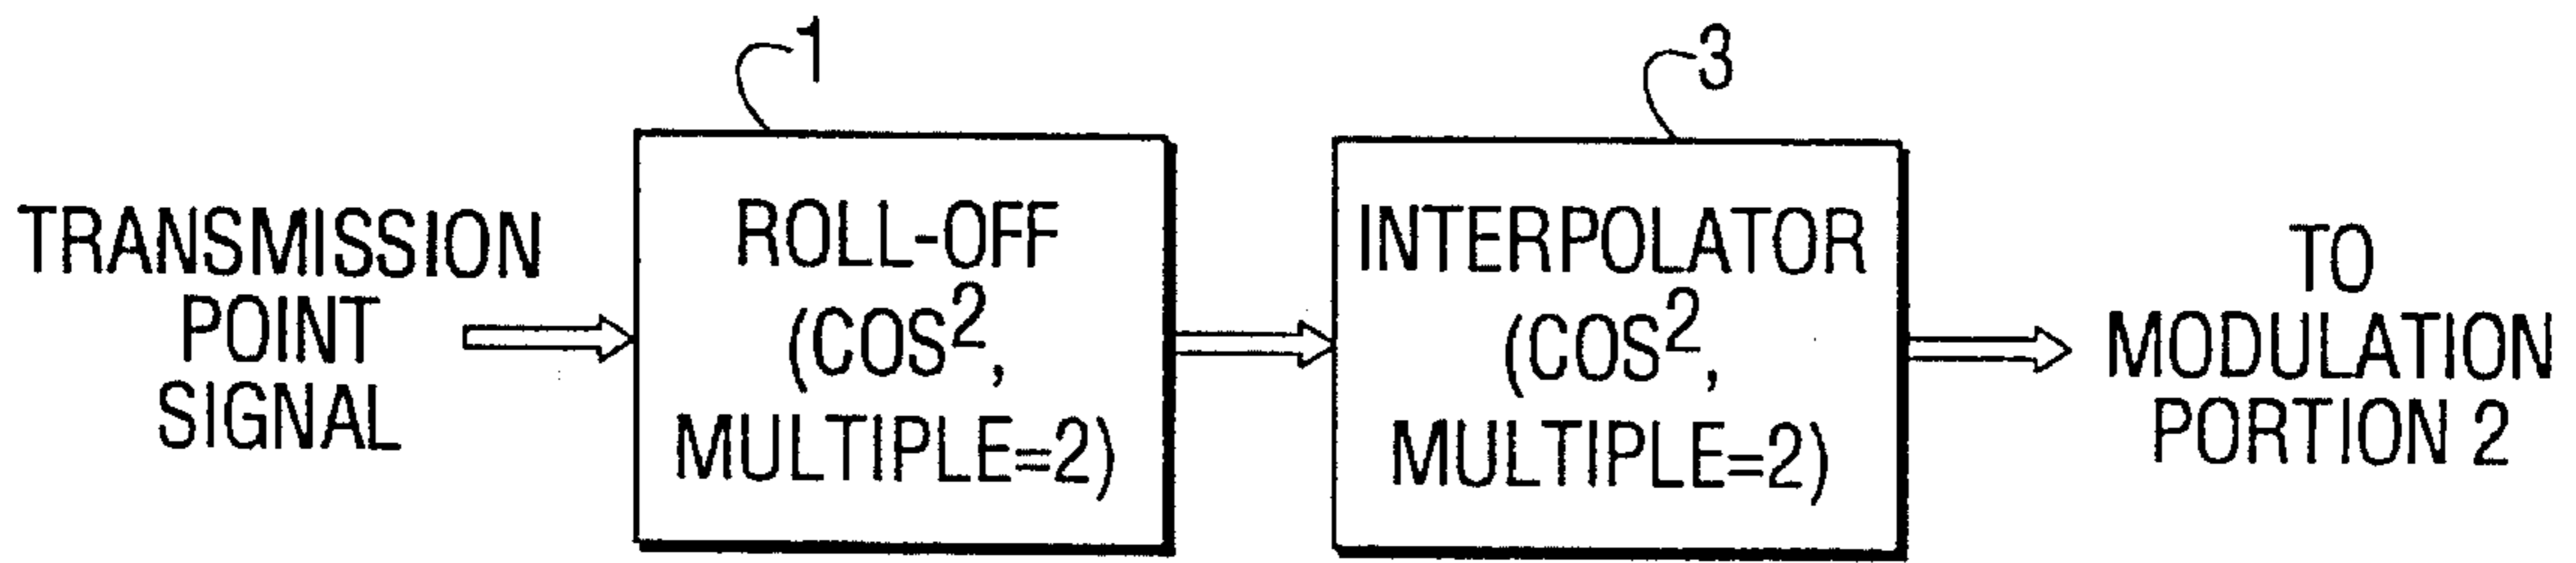 1
3
TRANSMISSION
POINT
SIGNAL
ROLL-OFF
(COS²,
MULTIPLE=2)
INTERPOLATOR
(COS²,
MULTIPLE=2)
TO
MODULATION
PORTION 2